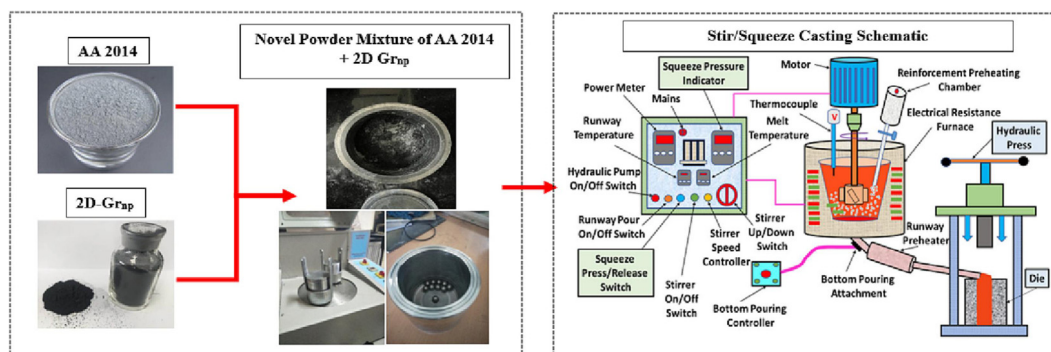 AA 2014
2D-Grnp
Novel Powder Mixture of AA 2014
+ 2D Grnp
Stir/Squeeze Casting Schematic
Squeeze Pressure
Indicator
Motor
Reinforcement Preheating
Chamber
Power Meter
Mains
Thermocouple
Melt
Temperature
Electrical Resistance
Furnace
Runway
Temperature
V
Hydraulic
Press
Hydraulic Pump
On/Off Switch
Runway Pour
On/Off Switch
Stirrer
Speed
Controller
Stirrer
Up/Down
Switch
Runway
Preheater
Squeeze
Press/Release
Switch
Stirrer
On/Off
Switch
Bottom Pouring
Controller
Bottom Pouring
Attachment
Die